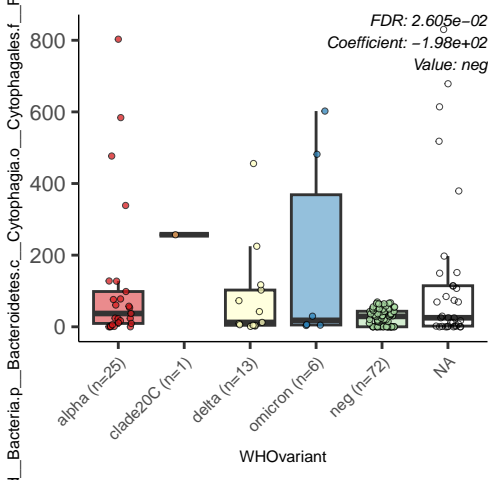 FDR: 2.605e−02
Coefficient: −1.98e+02
Value: neg
d__Bacteria.p__Bacteroidetes.c__Cytophagia.o__Cytophagales.f__F
800
600
400
200
0
alpha (n=25)
clade20C (n=1)
delta (n=13)
omicron (n=6)
neg (n=72)
NA
WHOvariant